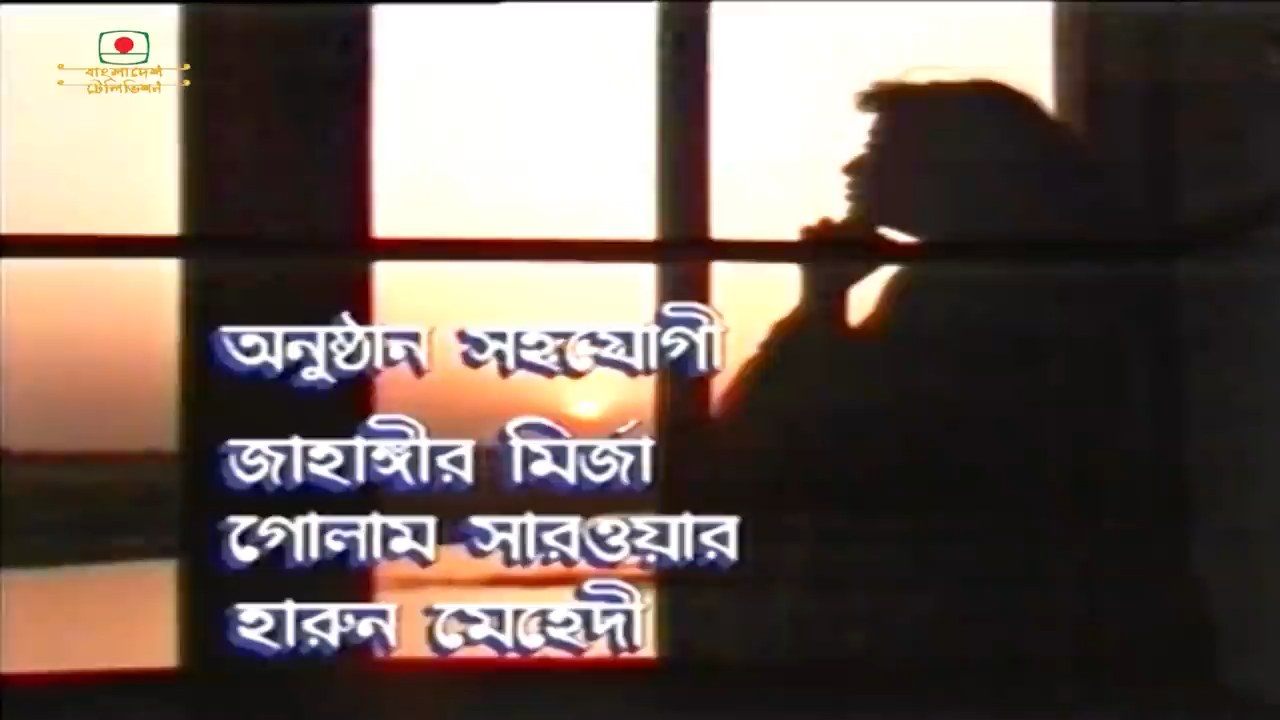 বাংলাদেশ
টেলিভিশন
অনুষ্ঠান সহযোগী
জাহাঙ্গীর মির্জা
গোলাম সারওয়ার
হারুন মেহেদী